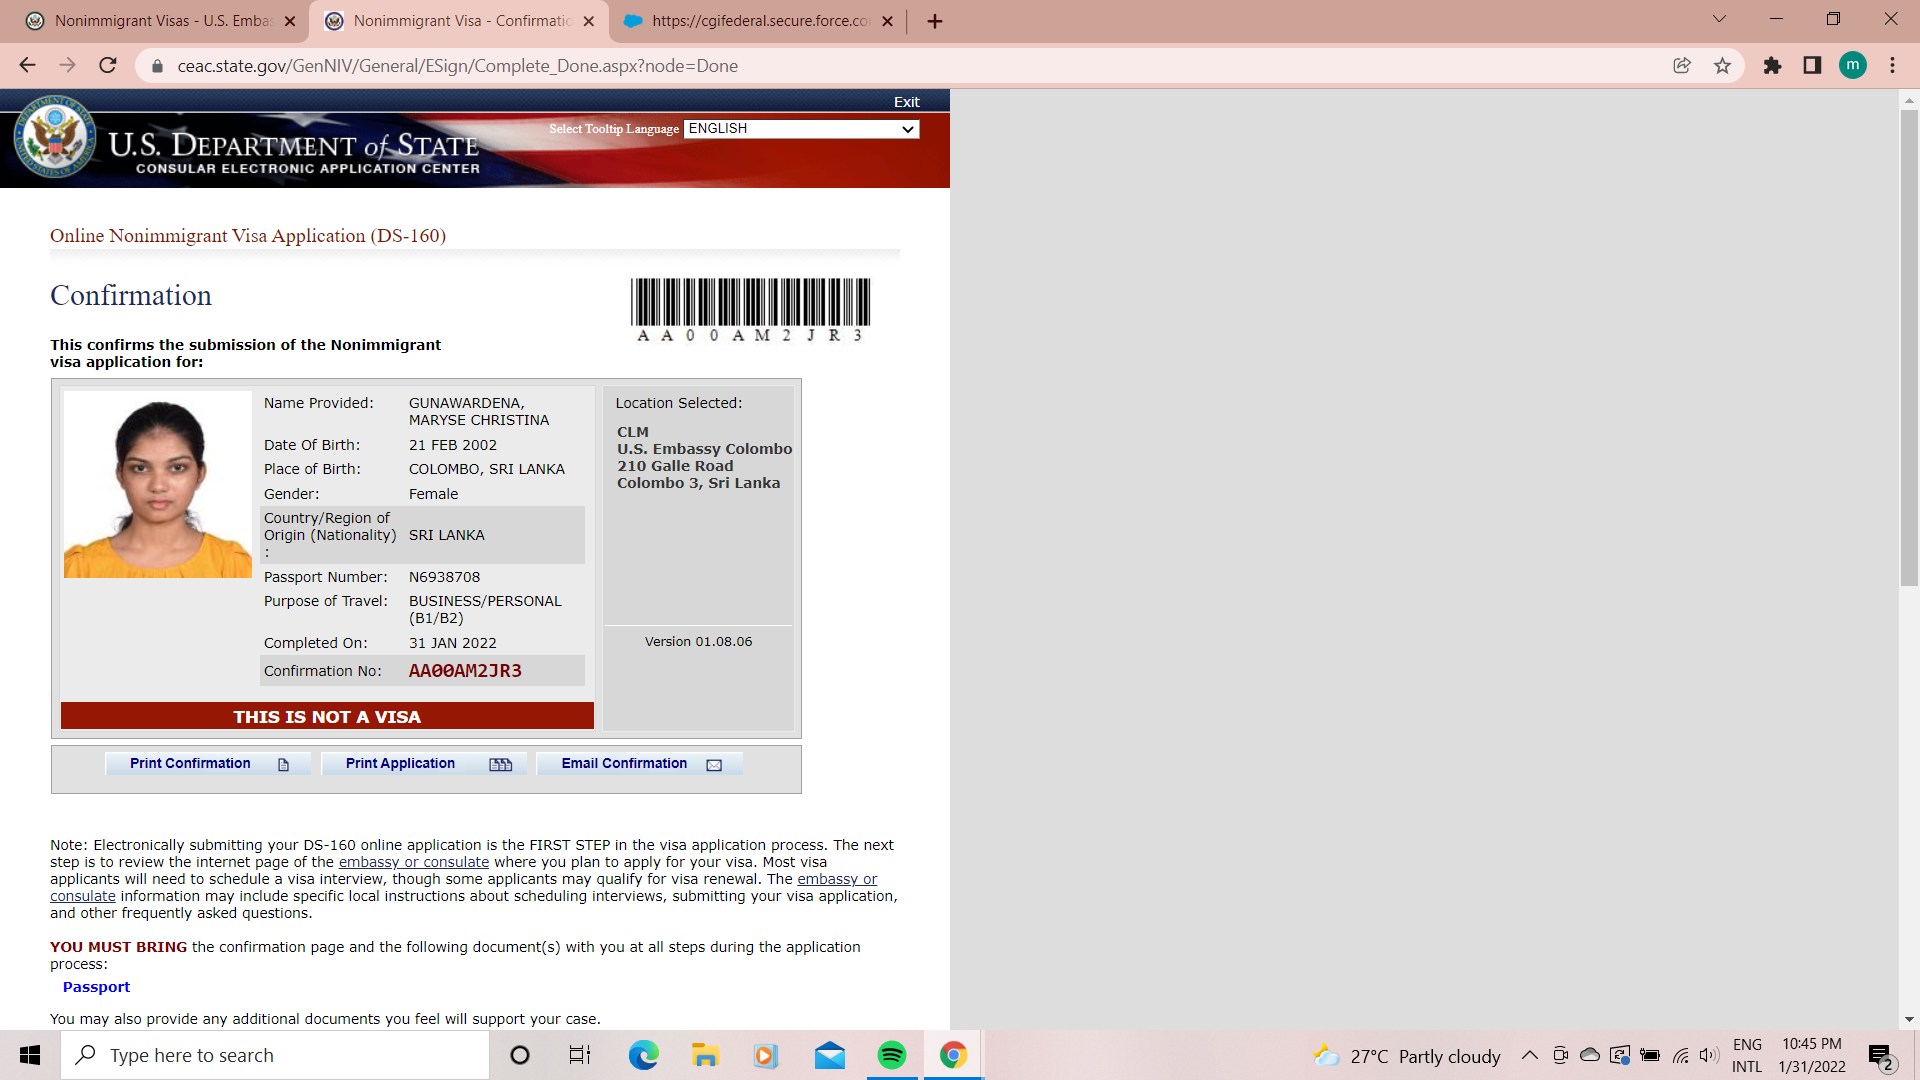 Nonimmigrant Visas - U.S. Embas
Nonimmigrant Visa - Confirmatio
https://cgifederal.secure.force.co
ceac.state.gov/GenNIV/General/ESign/Complete_Done.aspx?node=Done
m
Exit
Select Tooltip Language ENGLISH
U.S. DEPARTMENT of STATE
CONSULAR ELECTRONIC APPLICATION CENTER
Online Nonimmigrant Visa Application (DS-160)
Confirmation
AA00AM2JR3
This confirms the submission of the Nonimmigrant
visa application for:
Name Provided: GUNAWARDENA,
MARYSE CHRISTINA
Date Of Birth: 21 FEB 2002
Place of Birth: COLOMBO, SRI LANKA
Gender: Female
Country/Region of
Origin (Nationality) SRI LANKA
:
Passport Number: N6938708
Purpose of Travel: BUSINESS/PERSONAL
(B1/B2)
Completed On: 31 JAN 2022
Confirmation No: AA00AM2JR3
THIS IS NOT A VISA
Location Selected:
CLM
U.S. Embassy Colombo
210 Galle Road
Colombo 3, Sri Lanka
Version 01.08.06
Print Confirmation
Print Application
Email Confirmation
Note: Electronically submitting your DS-160 online application is the FIRST STEP in the visa application process. The next
step is to review the internet page of the embassy or consulate where you plan to apply for your visa. Most visa
applicants will need to schedule a visa interview, though some applicants may qualify for visa renewal. The embassy or
consulate information may include specific local instructions about scheduling interviews, submitting your visa application,
and other frequently asked questions.
YOU MUST BRING the confirmation page and the following document(s) with you at all steps during the application
process:
Passport
You may also provide any additional documents you feel will support your case.
Type here to search
27°C Partly cloudy
ENG
INTL
10:45 PM
1/31/2022
2